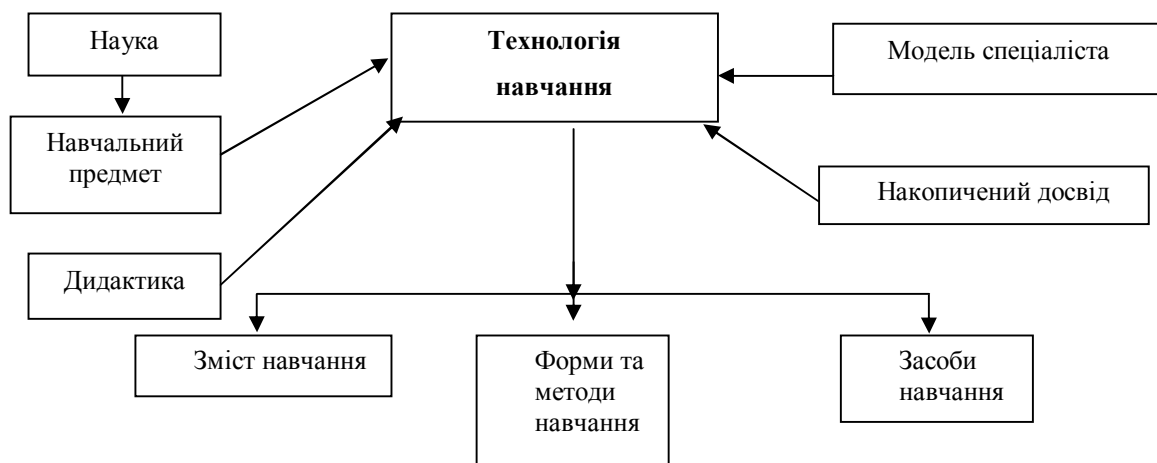 Наука
Технологія
навчання
Модель спеціаліста
Навчальний
предмет
Накопичений досвід
Дидактика
Зміст навчання
Форми та
методи
навчання
Засоби
навчання